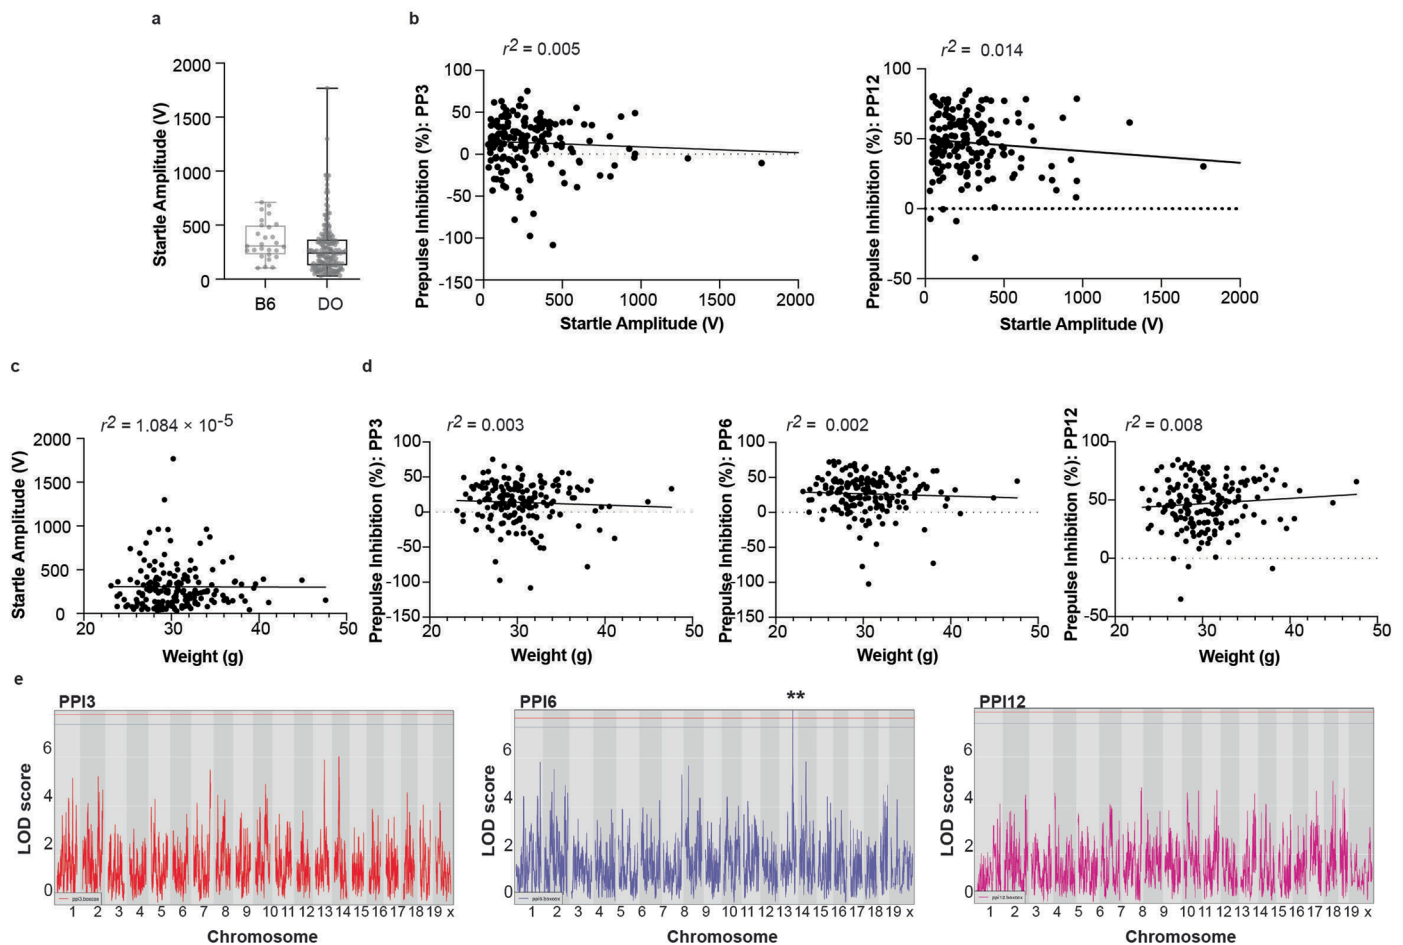 a
b
r2 = 0.005
r2 = 0.014
2000
1500
1000
500
0
Startle Amplitude (V)
B6
DO
100
50
0
-50
-100
-150
Prepulse Inhibition (%): PP3
0 500 1000 1500 2000
Startle Amplitude (V)
100
50
0
-50
Prepulse Inhibition (%): PP12
0 500 1000 1500 2000
Startle Amplitude (V)
c
d
r2 = 1.084 × 10-5
2000
1500
1000
500
0
Startle Amplitude (V)
20 30 40 50
Weight (g)
r2 = 0.003
100
50
0
-50
-100
-150
Prepulse Inhibition (%): PP3
20 30 40 50
Weight (g)
r2 = 0.002
100
50
0
-50
-100
-150
Prepulse Inhibition (%): PP6
20 30 40 50
Weight (g)
r2 = 0.008
100
50
0
-50
Prepulse Inhibition (%): PP12
20 30 40 50
Weight (g)
e
PPI3
6
4
2
0
LOD score
ppi3.boxcox
1 2 3 4 5 6 7 8 9 10 11 12 13 14 15 16 17 18 19 x
Chromosome
PPI6
**
6
4
2
0
LOD score
ppi6.boxcox
1 2 3 4 5 6 7 8 9 10 11 12 13 14 15 16 17 18 19 x
Chromosome
PPI12
6
4
2
0
LOD score
ppi12.boxcox
1 2 3 4 5 6 7 8 9 10 11 12 13 14 15 16 17 18 19 x
Chromosome